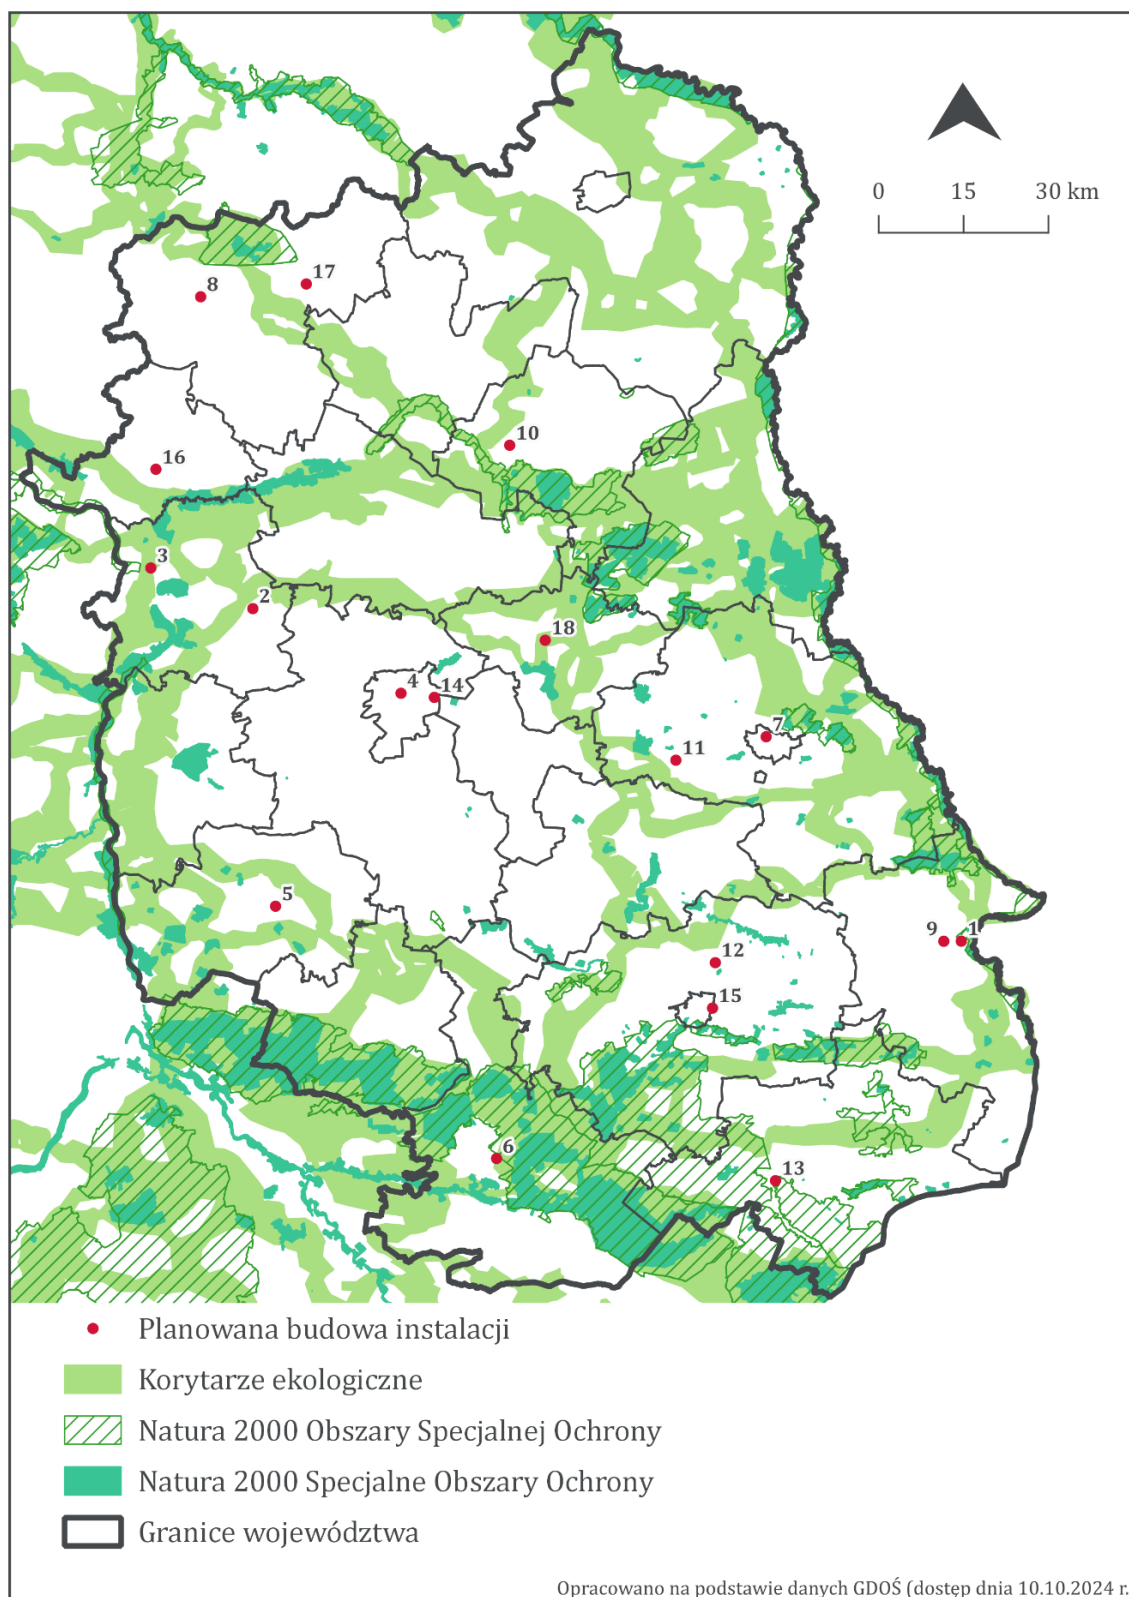 0 15 30 km
17
8
10
16
3
2
18
4
14
7
11
5
9 1
12
15
6
13
Planowana budowa instalacji
Korytarze ekologiczne
Natura 2000 Obszary Specjalnej Ochrony
Natura 2000 Specjalne Obszary Ochrony
Granice województwa
Opracowano na podstawie danych GDOŚ (dostęp dnia 10.10.2024 r.